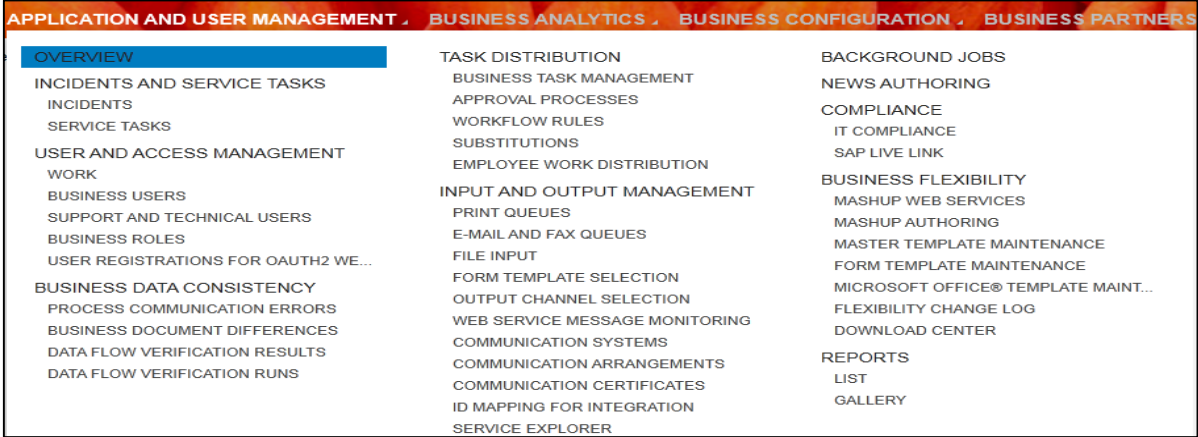 APPLICATION AND USER MANAGEMENT BUSINESS ANALYTICS BUSINESS CONFIGURATION BUSINESS PARTNERS
OVERVIEW
INCIDENTS AND SERVICE TASKS
INCIDENTS
SERVICE TASKS
USER AND ACCESS MANAGEMENT
WORK
BUSINESS USERS
SUPPORT AND TECHNICAL USERS
BUSINESS ROLES
USER REGISTRATIONS FOR OAUTH2 WE...
BUSINESS DATA CONSISTENCY
PROCESS COMMUNICATION ERRORS
BUSINESS DOCUMENT DIFFERENCES
DATA FLOW VERIFICATION RESULTS
DATA FLOW VERIFICATION RUNS
TASK DISTRIBUTION
BUSINESS TASK MANAGEMENT
APPROVAL PROCESSES
WORKFLOW RULES
SUBSTITUTIONS
EMPLOYEE WORK DISTRIBUTION
INPUT AND OUTPUT MANAGEMENT
PRINT QUEUES
E-MAIL AND FAX QUEUES
FILE INPUT
FORM TEMPLATE SELECTION
OUTPUT CHANNEL SELECTION
WEB SERVICE MESSAGE MONITORING
COMMUNICATION SYSTEMS
COMMUNICATION ARRANGEMENTS
COMMUNICATION CERTIFICATES
ID MAPPING FOR INTEGRATION
SERVICE EXPLORER
BACKGROUND JOBS
NEWS AUTHORING
COMPLIANCE
IT COMPLIANCE
SAP LIVE LINK
BUSINESS FLEXIBILITY
MASHUP WEB SERVICES
MASHUP AUTHORING
MASTER TEMPLATE MAINTENANCE
FORM TEMPLATE MAINTENANCE
MICROSOFT OFFICE® TEMPLATE MAINT...
FLEXIBILITY CHANGE LOG
DOWNLOAD CENTER
REPORTS
LIST
GALLERY